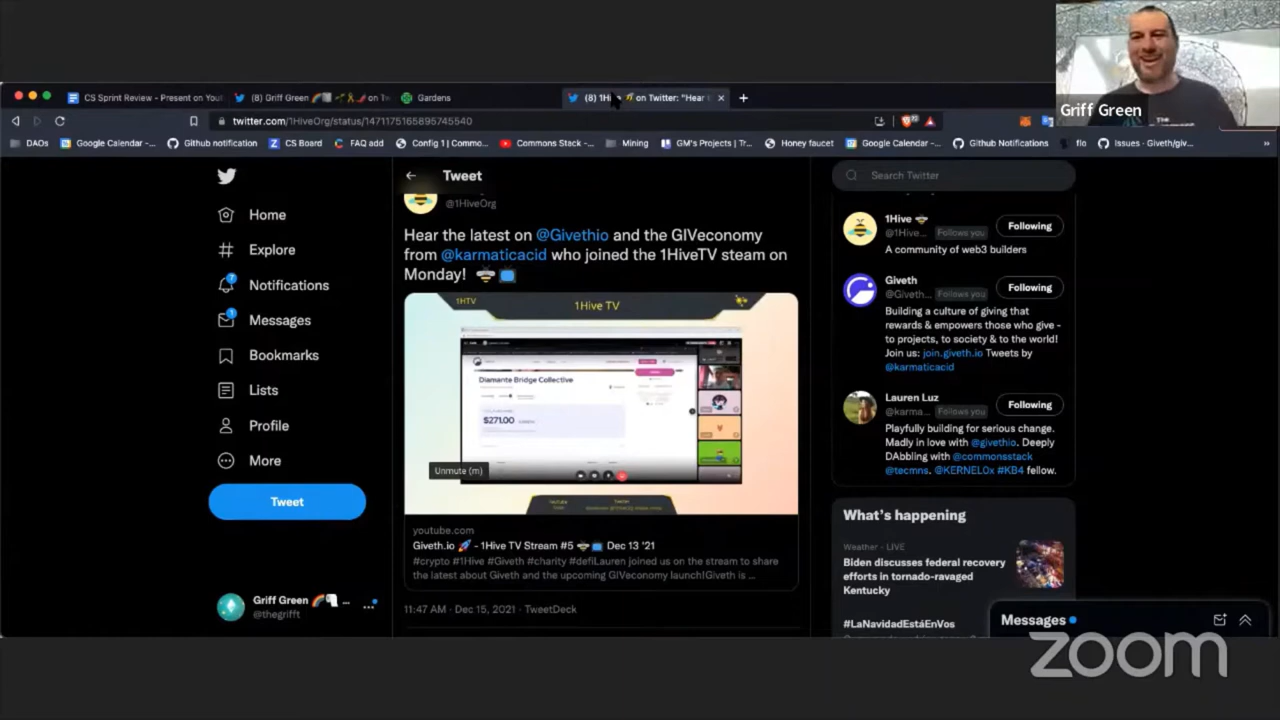 Griff Green
CS Sprint Review - Present on Yout
(8) Griff Green
on 1
Gardens
(8) 1Hi
on Twitter: "Hear
twitter.com/1HiveOrg/status/1471175165895745540
DAOs
Google Calendar -...
Github notification
CS Board
FAQ add
Config 1 | Commo...
Commons Stack -...
Mining
GM's Projects | Tr...
Honey faucet
Google Calendar -...
Github Notifications
flo
Issues · Giveth/giv...
»
Home
Explore
7
Notifications
1
Messages
Bookmarks
Lists
Profile
More
Tweet
Griff Green
...
@thegrifft
Tweet
@1HiveOrg
Hear the latest on @Givethio and the GIVeconomy
from @karmaticacid who joined the 1HiveTV steam on
Monday!
1HTV
1Hive TV
Diamante Bridge Collective
$271.00
Unmute (m)
youtube.com
Giveth.io 🚀 - 1Hive TV Stream #5 🐝📺 Dec 13 '21
#crypto #1Hive #Giveth #charity #defiLauren joined us on the stream to share
the latest about Giveth and the upcoming GIVeconomy launch!Giveth is ...
11:47 AM · Dec 15, 2021 · TweetDeck
Search Twitter
1Hive
Following
@1Hive... Follows you
A community of web3 builders
Giveth
Following
@Giveth... Follows you
Building a culture of giving that
rewards & empowers those who give -
to projects, to society & to the world!
Join us: join.giveth.io Tweets by
@karmaticacid
Lauren Luz
Following
@karma... Follows you
Playfully building for serious change.
Madly in love with @givethio. Deeply
DAbbling with @commonsstack
@tecmns. @KERNEL0x #KB4 fellow.
What's happening
Weather · LIVE
Biden discusses federal recovery
efforts in tornado-ravaged
Kentucky
#LaNavidadEstáEnVos
Messages
zoom